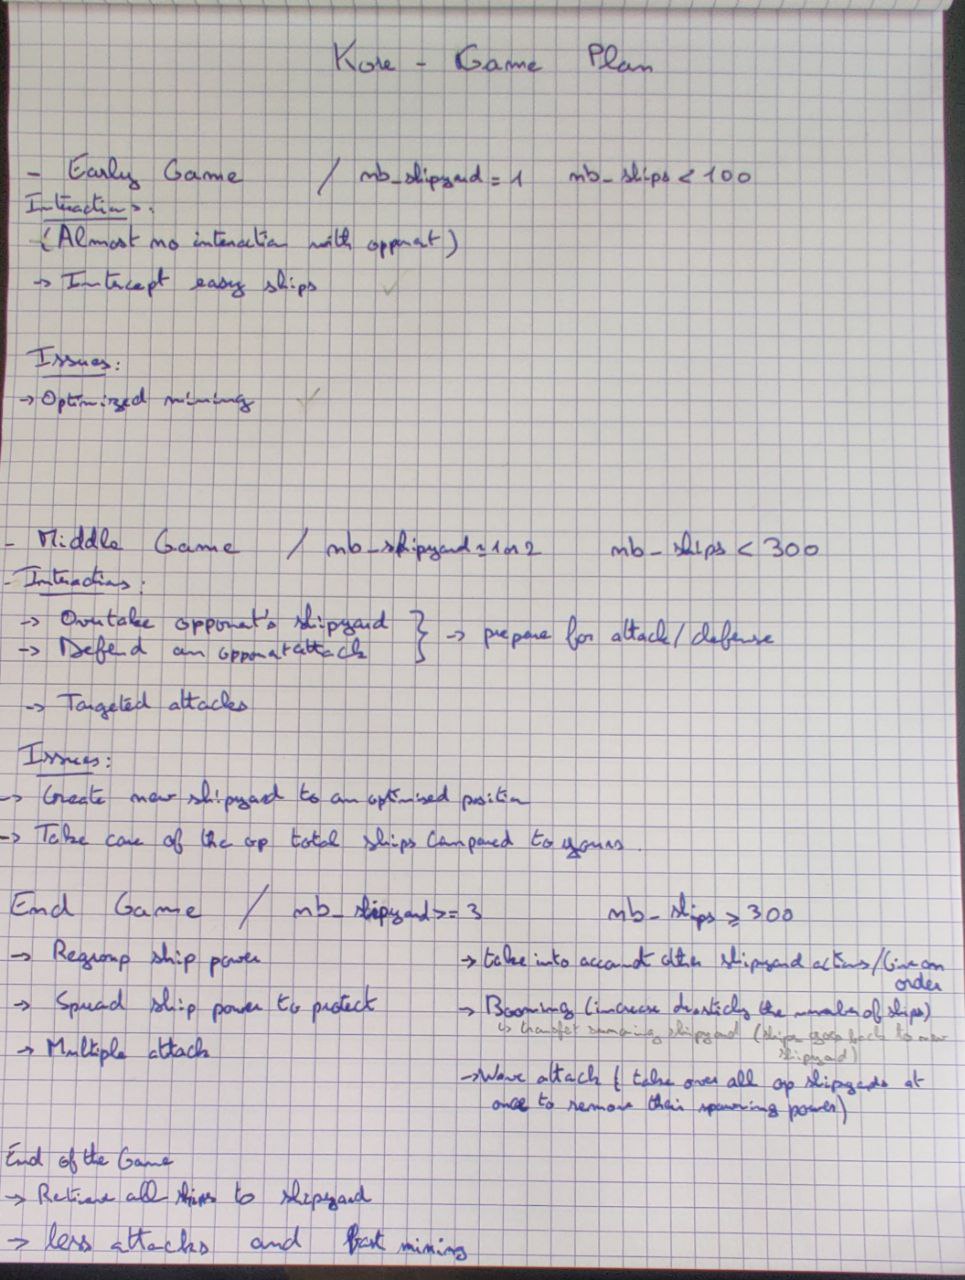 Kore - Game Plan
- Early Game / nb_shipyard = 1 nb_ships < 100
Interactions:
(Almost no interaction with opponent)
→ Intercept easy ships ✓
Issues:
→ Optimized mining ✓
- Middle Game / nb_shipyard = 1 or 2 nb_ships < 300
- Interactions:
→ Overtake opponent's shipyard
→ Defend an opponent attack
} → prepare for attack/defense
→ Targeted attacks
Issues:
→ Create new shipyard to an optimised position
→ Take care of the op total ships compared to yours.
End Game / nb_shipyard >= 3 nb_ships ≥ 300
→ Regroup ship power
→ Spread ship power to protect
→ Multiple attack
→ take into account other shipyard actions/Give an
order
→ Booming (increase drastically the number of ships)
↳ transfer shipyard (ships goes back to new
shipyard)
→ Wave attack ( take over all op shipyards at
once to remove their spawning power)
End of the Game
→ Retrieve all ships to shipyard
→ less attacks and fast mining